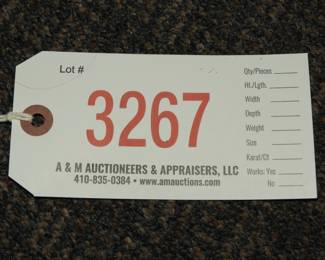 Lot #
3267
A & M AUCTIONEERS & APPRAISERS, LLC
410-835-0384 • www.amauctions.com
Qty/Pieces
Ht./Lgth.
Width
Depth
Weight
Size
Karat/Ct
Works: Yes
No